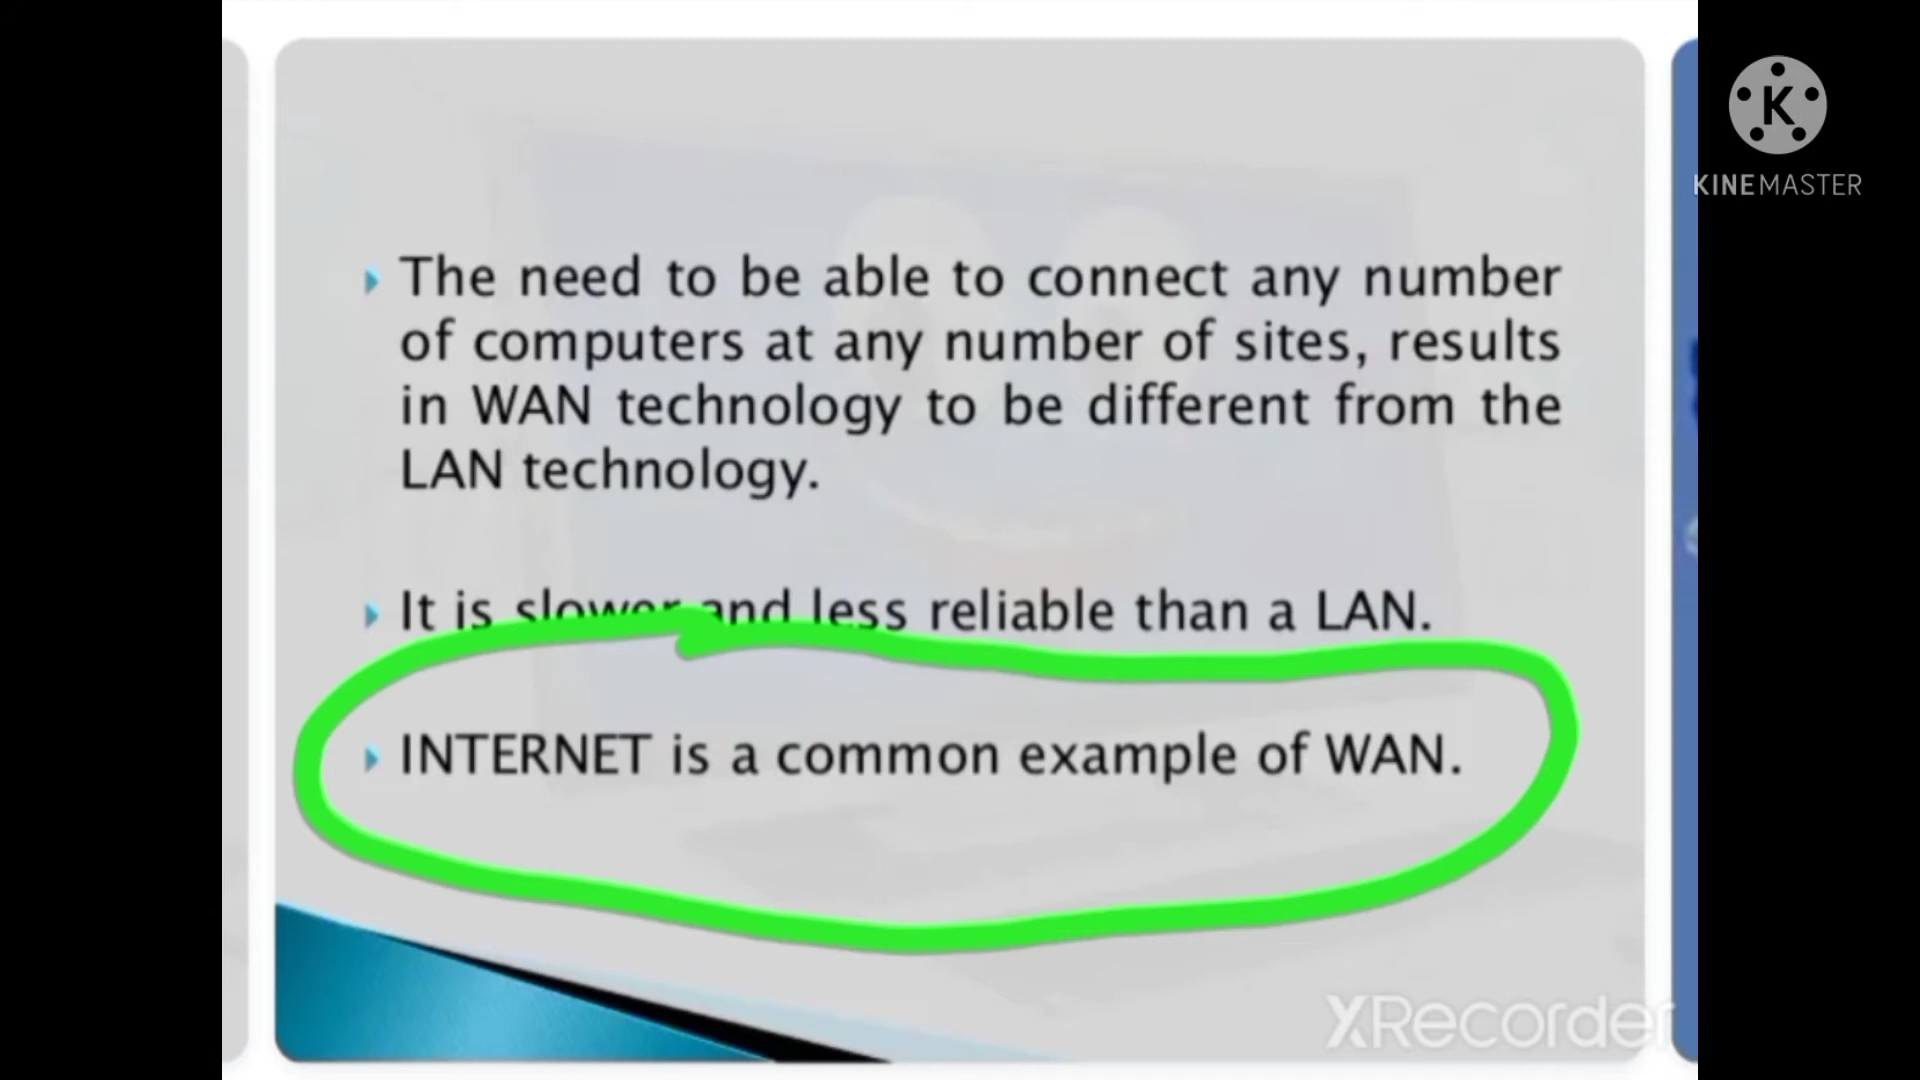 The need to be able to connect any number
of computers at any number of sites, results
in WAN technology to be different from the
LAN technology.
It is slower and less reliable than a LAN.
INTERNET is a common example of WAN.
K
KINEMASTER
XRecorder